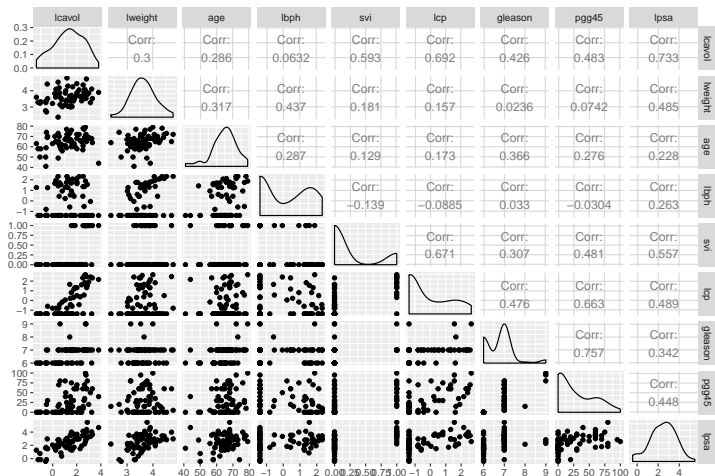 lcavol lweight age lbph svi lcp gleason pgg45 lpsa
0.3
0.2
0.1
0.0
Corr: Corr: Corr: Corr: Corr: Corr: Corr: Corr:
0.3 0.286 0.0632 0.593 0.692 0.426 0.483 0.733
lcavol
4
3
Corr: Corr: Corr: Corr: Corr: Corr: Corr:
0.317 0.437 0.181 0.157 0.0236 0.0742 0.485
lweight
80
70
60
50
40
Corr: Corr: Corr: Corr: Corr: Corr:
0.287 0.129 0.173 0.366 0.276 0.228
age
2
1
0
−1
Corr: Corr: Corr: Corr: Corr:
−0.139 −0.0885 0.033 −0.0304 0.263
lbph
1.00
0.75
0.50
0.25
0.00
Corr: Corr: Corr: Corr:
0.671 0.307 0.481 0.557
svi
2
1
0
−1
Corr: Corr: Corr:
0.476 0.663 0.489
lcp
9
8
7
6
Corr: Corr:
0.757 0.342
gleason
100
75
50
25
0
Corr:
0.448
pgg45
4
2
0
lpsa
0 2 4 3 4 40 50 60 70 80 −1 0 1 2 0.00 0.25 0.50 0.75 1.00 −1 0 1 2 6 7 8 9 0 25 50 75 100 0 2 4